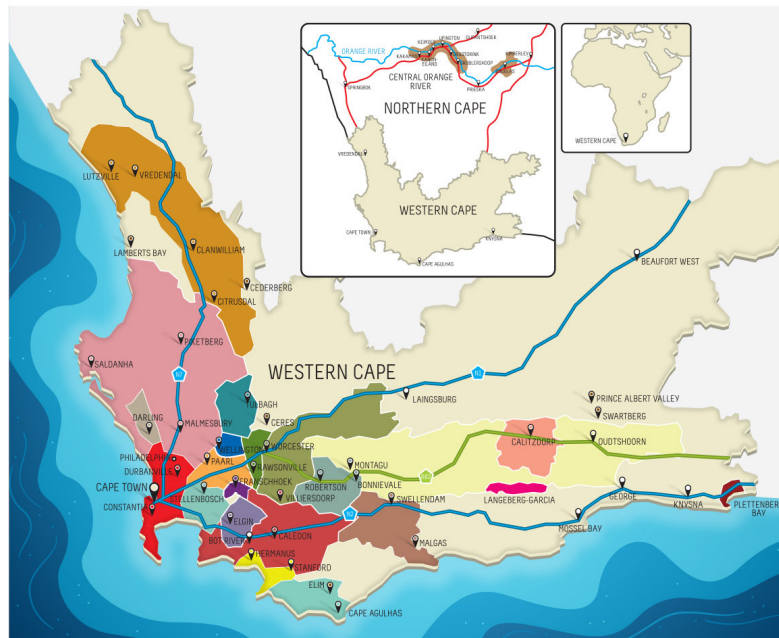 ORANGE RIVER
UPINGTON
CENTRAL ORANGE
RIVER
SPRINGBOK
PRIESKA
NORTHERN CAPE
VREDENDAL
WESTERN CAPE
CAPE TOWN
KNYSNA
CAPE AGULHAS
WESTERN CAPE
LUTZVILLE
VREDENDAL
LAMBERTS BAY
CLANWILLIAM
CEDERBERG
CITRUSDAL
BEAUFORT WEST
PIKETBERG
SALDANHA
WESTERN CAPE
N7
N1
TULBAGH
LAINGSBURG
PRINCE ALBERT VALLEY
SWARTBERG
DARLING
MALMESBURY
CERES
CALITZDORP
OUDTSHOORN
WELLINGTON
WORCESTER
PHILADELPHIA
DURBANVILLE
PAARL
RAWSONVILLE
MONTAGU
BONNIEVALE
ROBERTSON
CAPE TOWN
FRANSCHHOEK
VILLIERSDORP
STELLENBOSCH
SWELLENDAM
LANGEBERG-GARCIA
GEORGE
KNYSNA
PLETTENBERG
BAY
CONSTANTIA
ELGIN
N2
MOSSEL BAY
CALEDON
BOT RIVER
MALGAS
HERMANUS
STANFORD
ELIM
CAPE AGULHAS